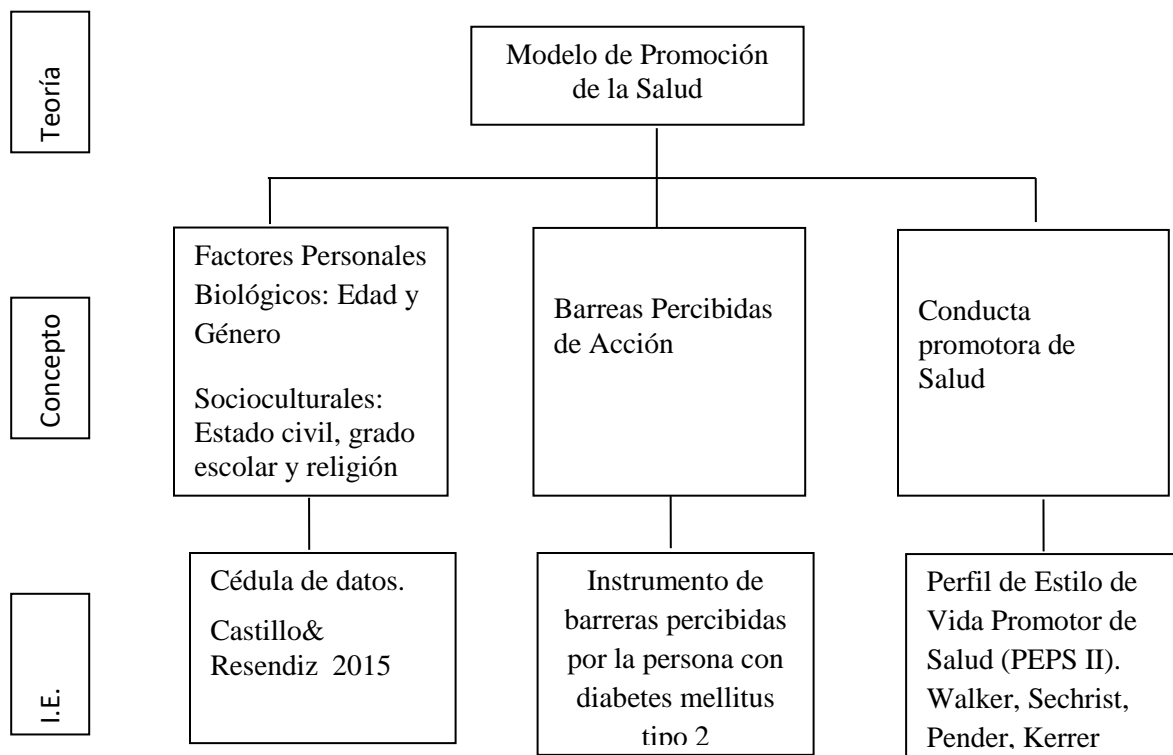 Teoría
Modelo de Promoción
de la Salud
Concepto
Factores Personales
Biológicos: Edad y
Género
Socioculturales:
Estado civil, grado
escolar y religión
Barreas Percibidas
de Acción
Conducta
promotora de
Salud
I.E.
Cédula de datos.
Castillo&
Resendiz 2015
Instrumento de
barreras percibidas
por la persona con
diabetes mellitus
tipo 2
Perfil de Estilo de
Vida Promotor de
Salud (PEPS II).
Walker, Sechrist,
Pender, Kerrer